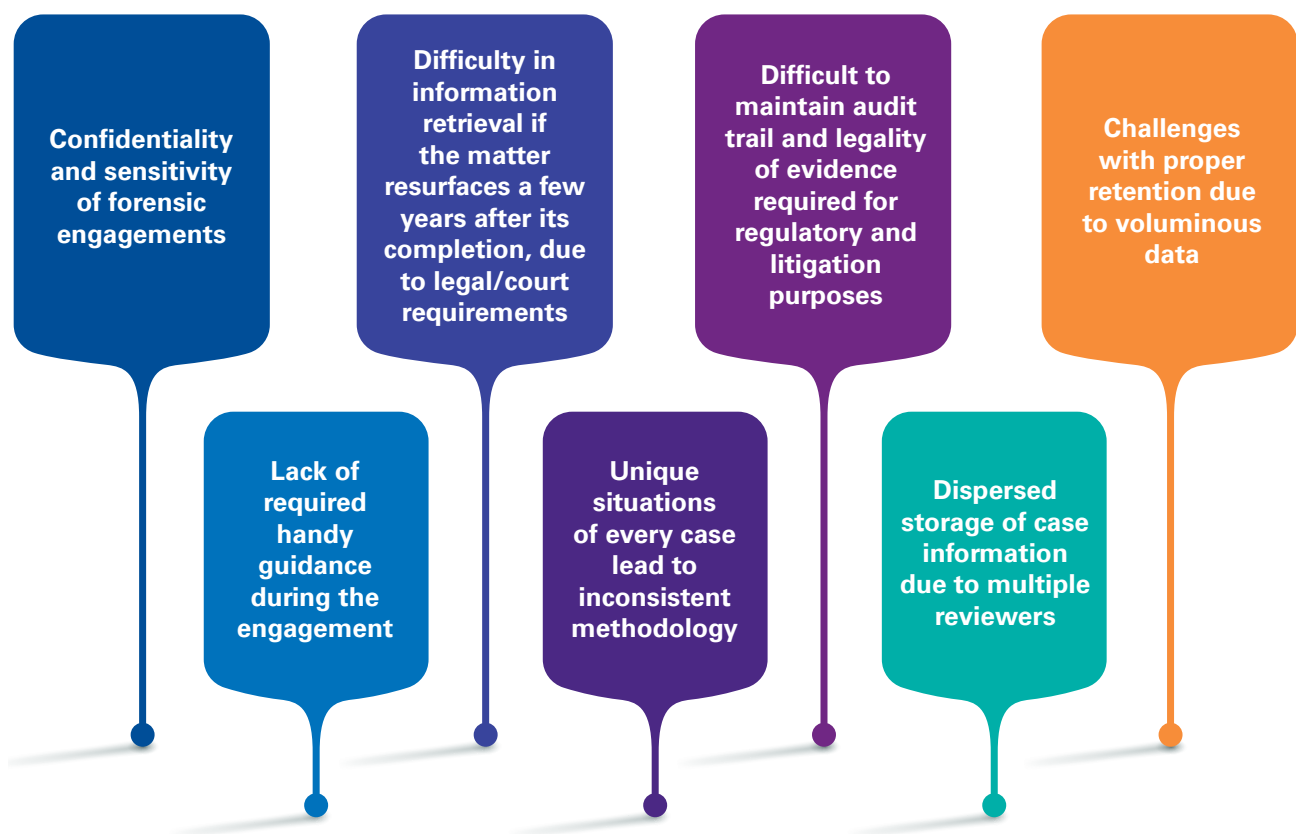 Confidentiality
and sensitivity
of forensic
engagements
Difficulty in
information
retrieval if
the matter
resurfaces a few
years after its
completion, due
to legal/court
requirements
Difficult to
maintain audit
trail and legality
of evidence
required for
regulatory and
litigation
purposes
Challenges
with proper
retention due
to voluminous
data
Lack of
required
handy
guidance
during the
engagement
Unique
situations
of every case
lead to
inconsistent
methodology
Dispersed
storage of case
information
due to multiple
reviewers